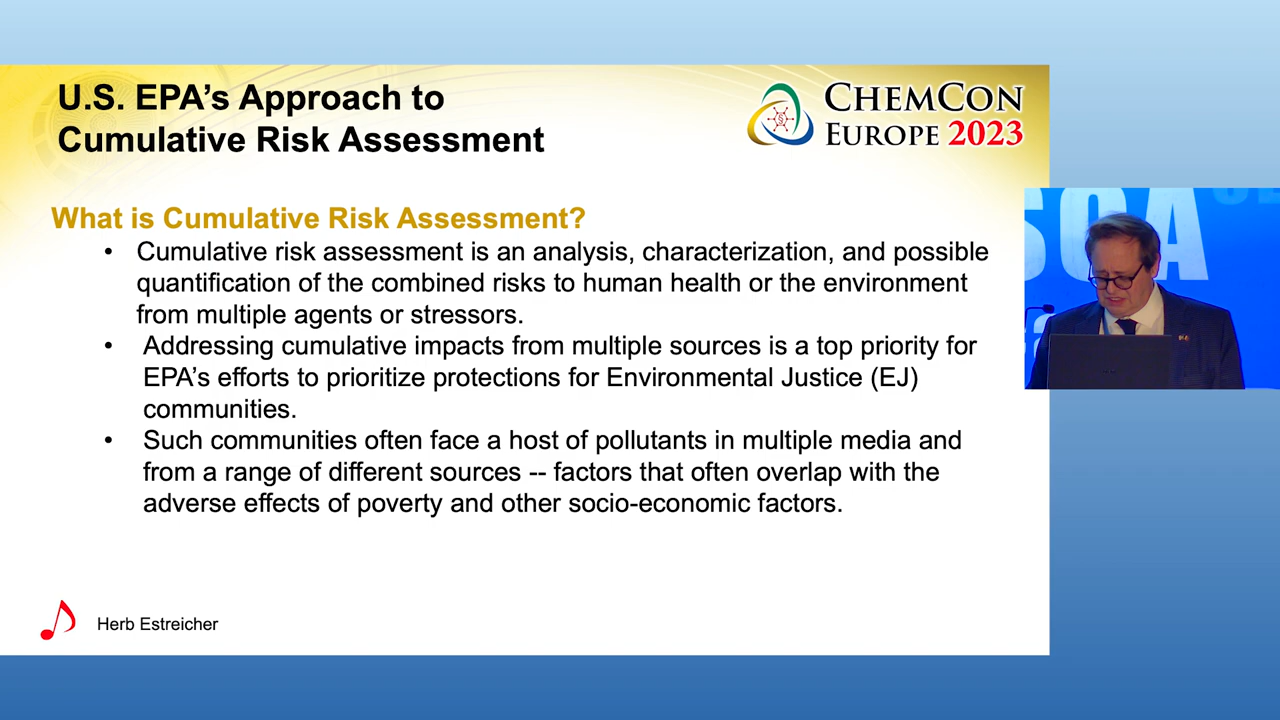 U.S. EPA's Approach to
Cumulative Risk Assessment
CHEMCON
EUROPE 2023
What is Cumulative Risk Assessment?
• Cumulative risk assessment is an analysis, characterization, and possible
quantification of the combined risks to human health or the environment
from multiple agents or stressors.
• Addressing cumulative impacts from multiple sources is a top priority for
EPA's efforts to prioritize protections for Environmental Justice (EJ)
communities.
• Such communities often face a host of pollutants in multiple media and
from a range of different sources -- factors that often overlap with the
adverse effects of poverty and other socio-economic factors.
Herb Estreicher